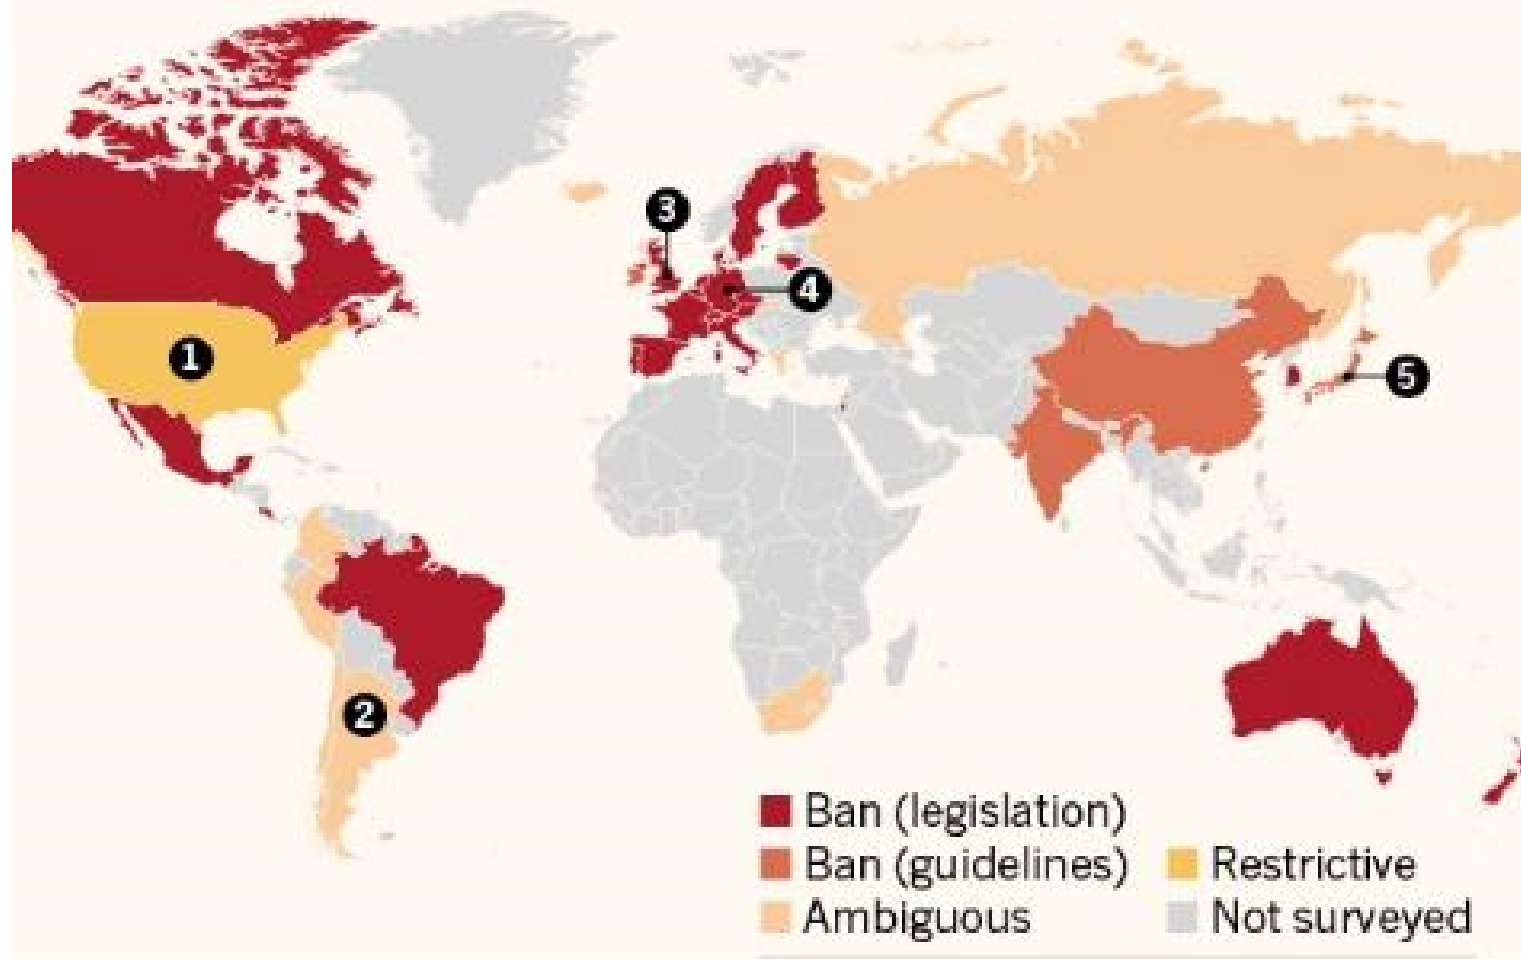 3
4
1
5
2
Ban (legislation)
Ban (guidelines)
Restrictive
Ambiguous
Not surveyed